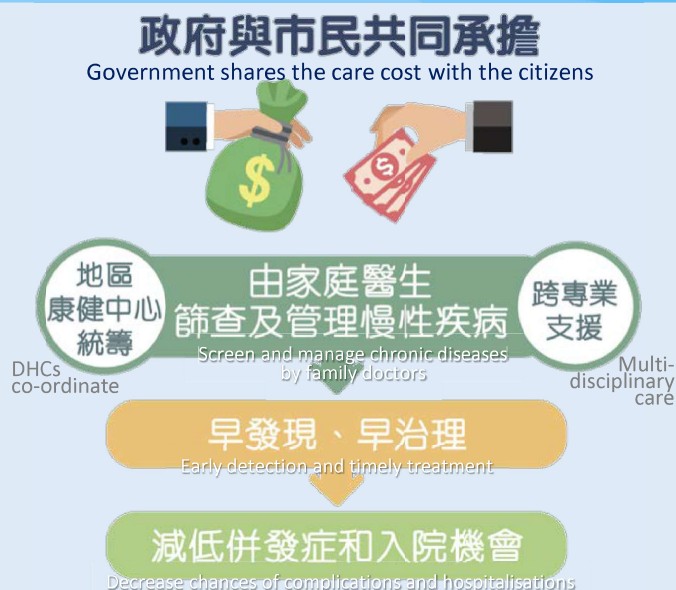 政府與市民共同承擔
Government shares the care cost with the citizens
$
$
地區
康健中心
統籌
由家庭醫生
篩查及管理慢性疾病
跨專業
支援
Screen and manage chronic diseases
by family doctors
DHCs
co-ordinate
Multi-
disciplinary
care
早發現、早治理
Early detection and timely treatment
減低併發症和入院機會
Decrease chances of complications and hospitalisations